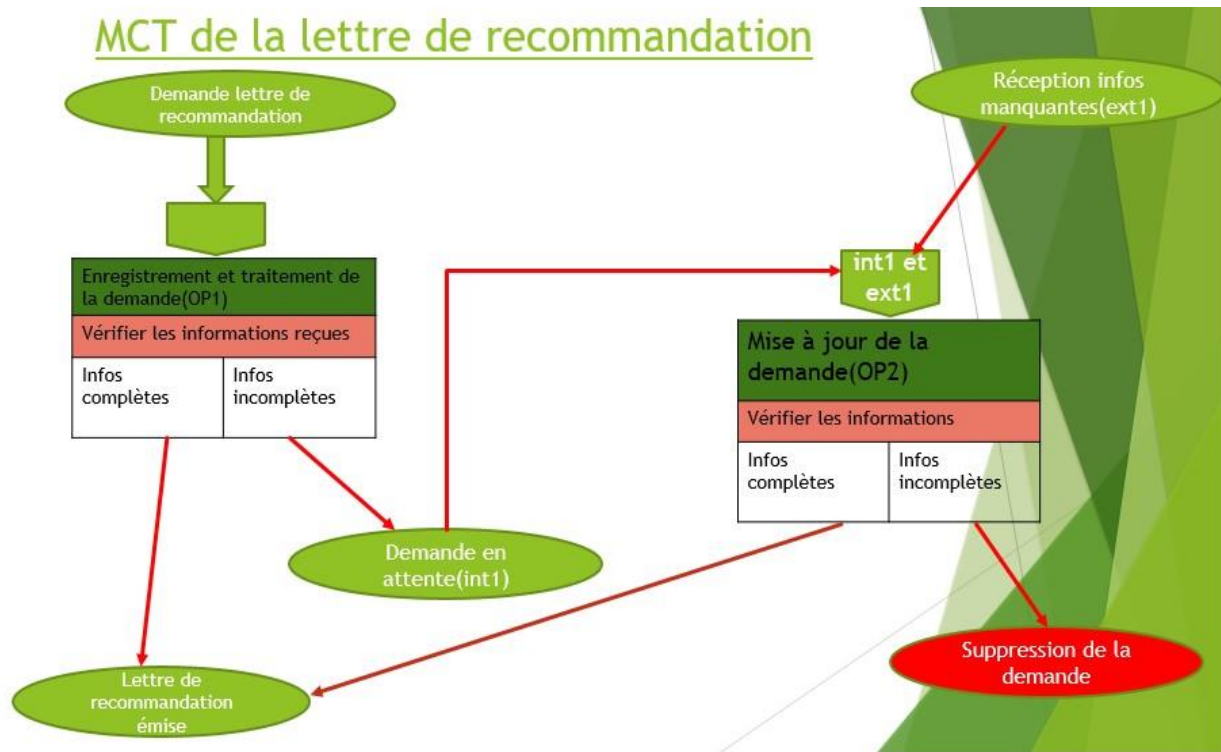 MCT de la lettre de recommandation
Demande lettre de
recommandation
Réception infos
manquantes(ext1)
Enregistrement et traitement de
la demande(OP1)
Vérifier les informations reçues
Infos
complètes
Infos
incomplètes
int1 et
ext1
Mise à jour de la
demande(OP2)
Vérifier les informations
Infos
complètes
Infos
incomplètes
Demande en
attente(int1)
Lettre de
recommandation
émise
Suppression de la
demande